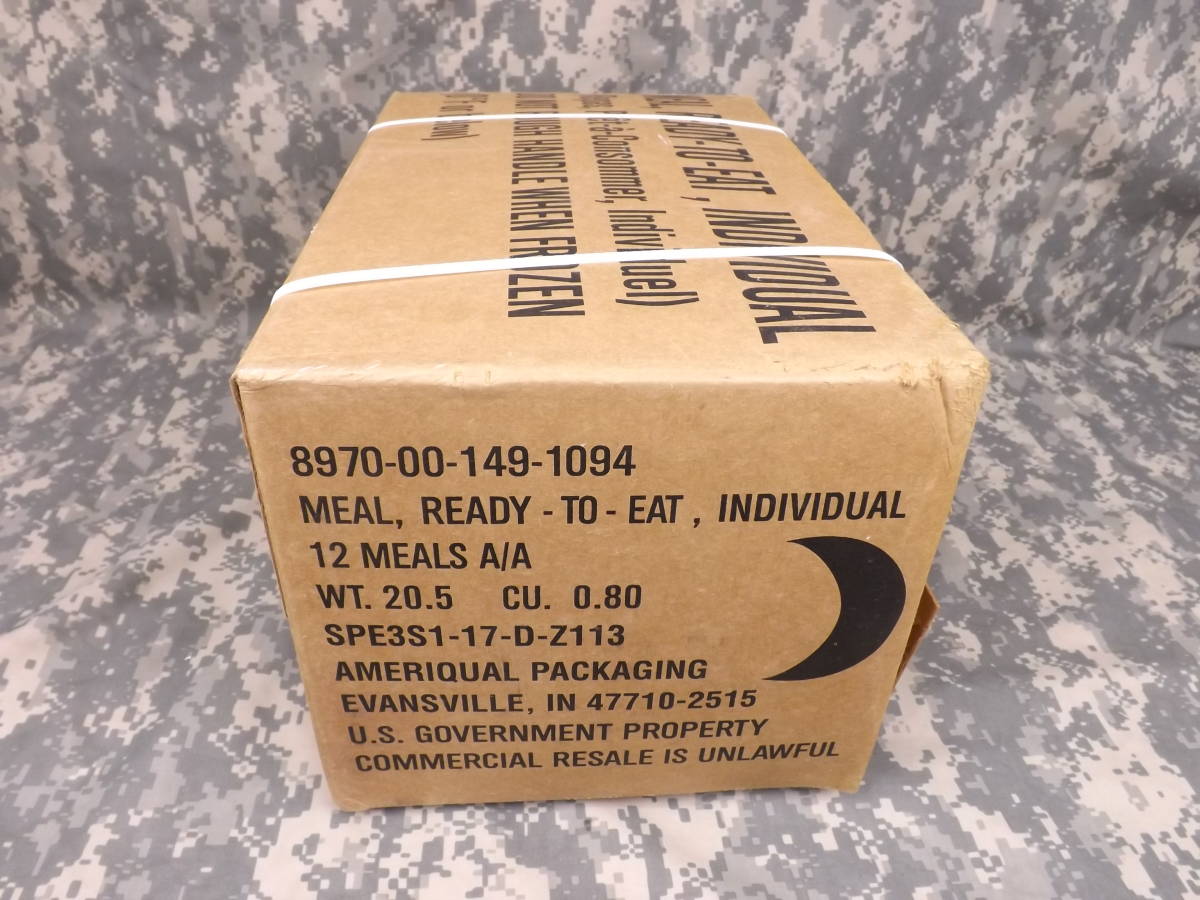 READY-TO-EAT , INDIVIDUAL
Individuel)
ROUGH HANDLE WHEN FROZEN
8970-00-149-1094
MEAL, READY - TO - EAT , INDIVIDUAL
12 MEALS A/A
WT. 20.5 CU. 0.80
SPE3S1-17-D-Z113
AMERIQUAL PACKAGING
EVANSVILLE, IN 47710-2515
U.S. GOVERNMENT PROPERTY
COMMERCIAL RESALE IS UNLAWFUL